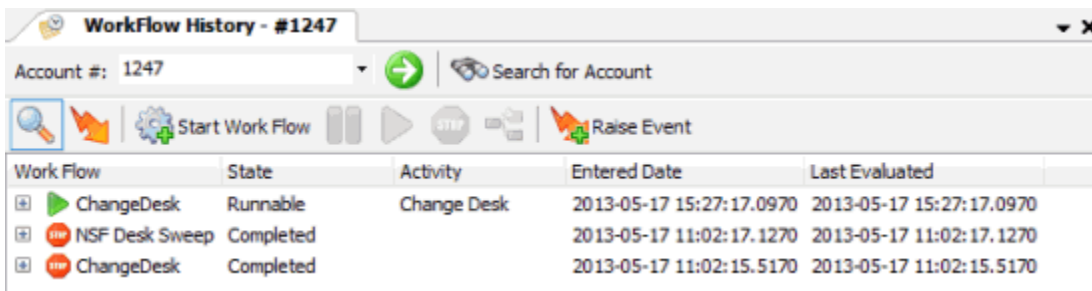 WorkFlow History - #1247
Account #: 1247 Search for Account
Start Work Flow STOP Raise Event
Work Flow State Activity Entered Date Last Evaluated
ChangeDesk Runnable Change Desk 2013-05-17 15:27:17.0970 2013-05-17 15:27:17.0970
STOP NSF Desk Sweep Completed 2013-05-17 11:02:17.1270 2013-05-17 11:02:17.1270
STOP ChangeDesk Completed 2013-05-17 11:02:15.5170 2013-05-17 11:02:15.5170